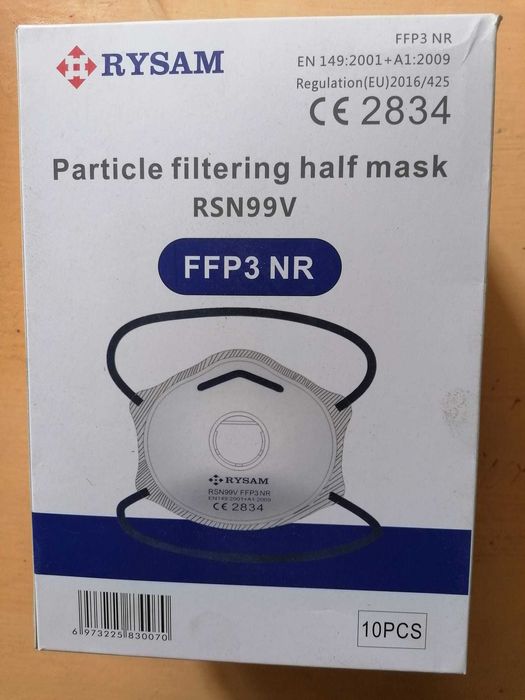 RYSAM
FFP3 NR
EN 149:2001+A1:2009
Regulation(EU)2016/425
CE 2834
Particle filtering half mask
RSN99V
FFP3 NR
RYSAM
RSN99V FFP3 NR
EN149:2001+A1:2009
CE 2834
6 973225 830070
10PCS